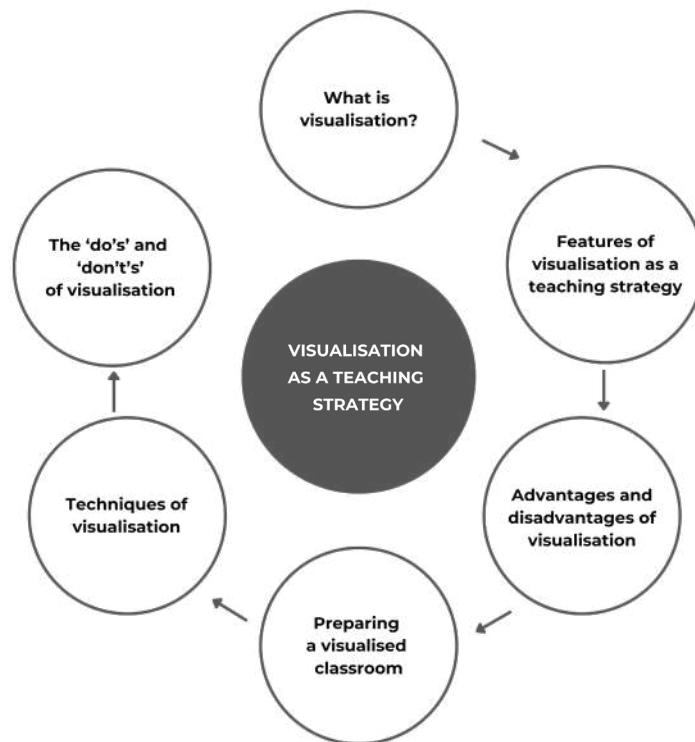 What is
visualisation?
Features of
visualisation as a
teaching strategy
Advantages and
disadvantages of
visualisation
Preparing
a visualised
classroom
Techniques of
visualisation
The ‘do's’ and
‘don't's’
of visualisation
VISUALISATION
AS A TEACHING
STRATEGY